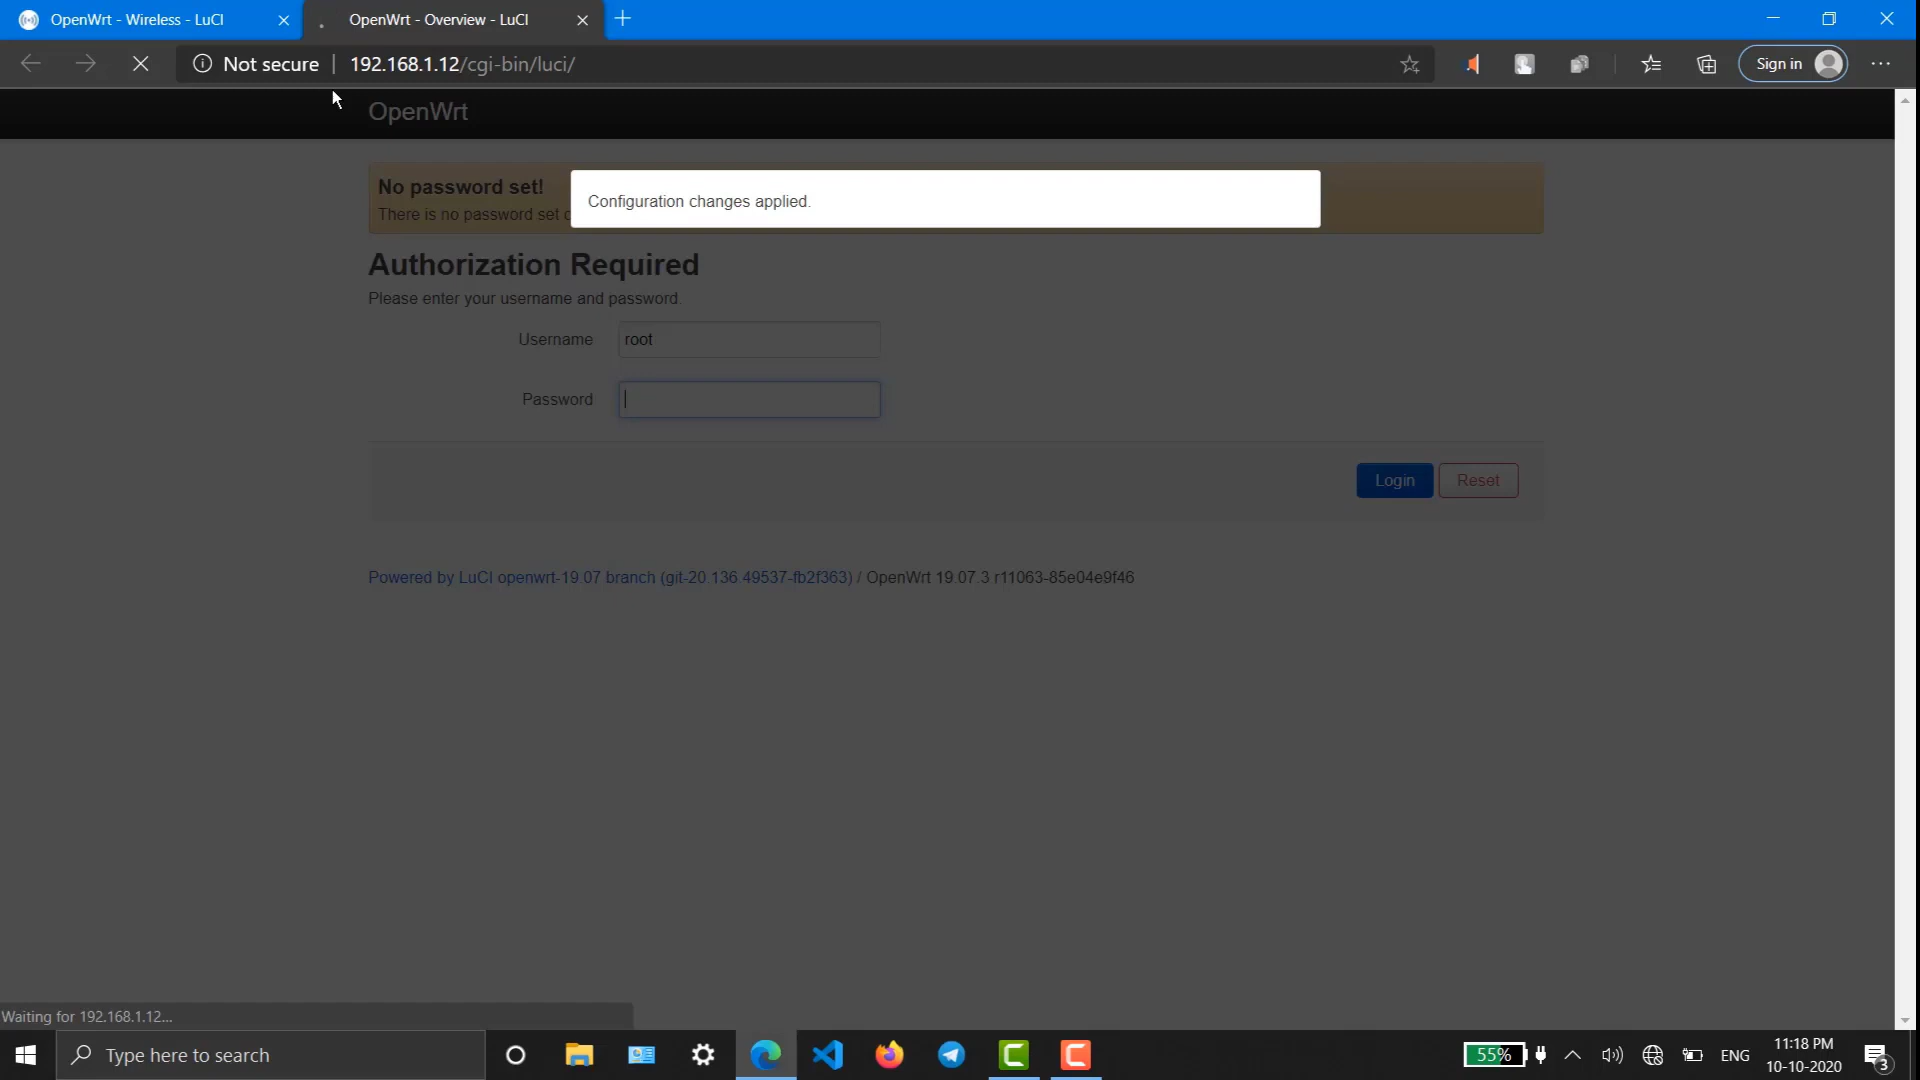 OpenWrt - Wireless - LuCI
OpenWrt - Overview - LuCI
Not secure | 192.168.1.12/cgi-bin/luci/
Sign in
OpenWrt
No password set!
There is no password set
Configuration changes applied.
Authorization Required
Please enter your username and password.
Username root
Password
Login Reset
Powered by LuCI openwrt-19.07 branch (git-20.136.49537-fb2f363) / OpenWrt 19.07.3 r11063-85e04e9f46
Waiting for 192.168.1.12...
Type here to search
55%
ENG
11:18 PM
10-10-2020
3